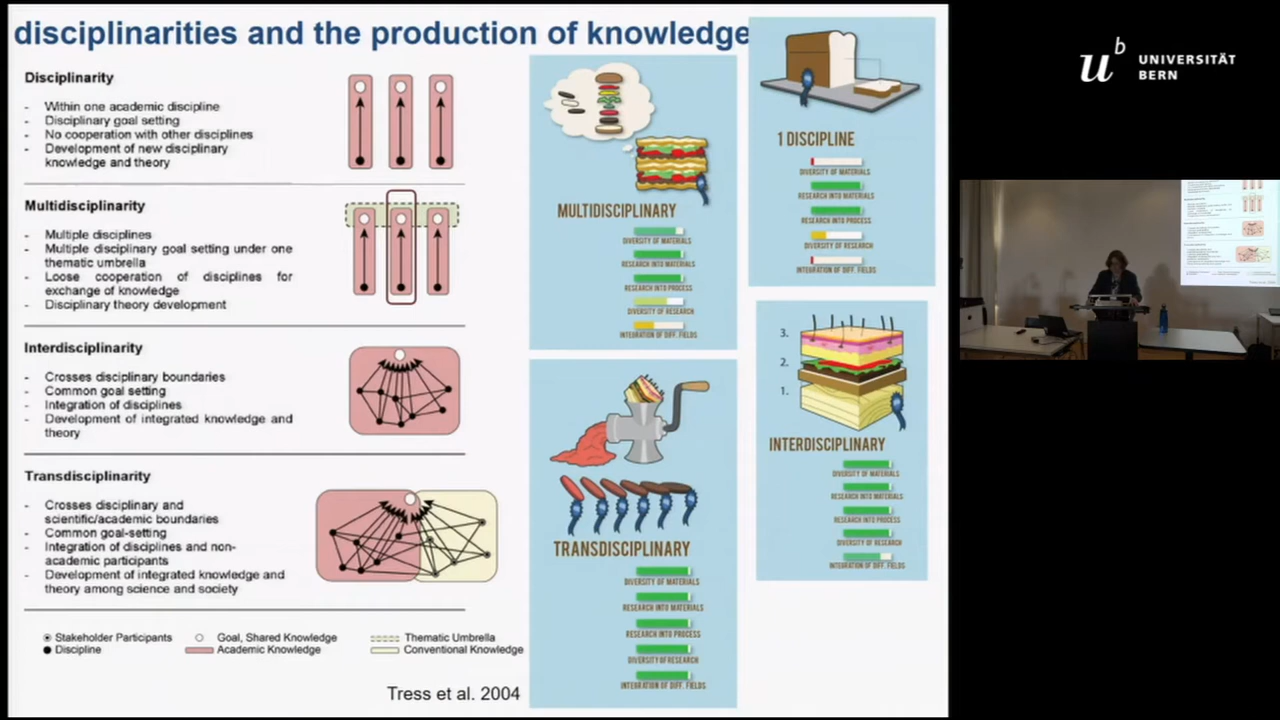 disciplinarities and the production of knowledge
Disciplinarity
- Within one academic discipline
- Disciplinary goal setting
- No cooperation with other disciplines
- Development of new disciplinary
knowledge and theory
Multidisciplinarity
- Multiple disciplines
- Multiple disciplinary goal setting under one
thematic umbrella
- Loose cooperation of disciplines for
exchange of knowledge
- Disciplinary theory development
Interdisciplinarity
- Crosses disciplinary boundaries
- Common goal setting
- Integration of disciplines
- Development of integrated knowledge and
theory
Transdisciplinarity
- Crosses disciplinary and
scientific/academic boundaries
- Common goal-setting
- Integration of disciplines and non-
academic participants
- Development of integrated knowledge and
theory among science and society
Stakeholder Participants
Goal, Shared Knowledge
Thematic Umbrella
Discipline
Academic Knowledge
Conventional Knowledge
Tress et al. 2004
MULTIDISCIPLINARY
DIVERSITY OF MATERIALS
RESEARCH INTO MATERIALS
RESEARCH INTO PROCESS
DIVERSITY OF RESEARCH
INTEGRATION OF DIFF. FIELDS
1 DISCIPLINE
DIVERSITY OF MATERIALS
RESEARCH INTO MATERIALS
RESEARCH INTO PROCESS
DIVERSITY OF RESEARCH
INTEGRATION OF DIFF. FIELDS
TRANSDISCIPLINARY
DIVERSITY OF MATERIALS
RESEARCH INTO MATERIALS
RESEARCH INTO PROCESS
DIVERSITY OF RESEARCH
INTEGRATION OF DIFF. FIELDS
3.
2.
1.
INTERDISCIPLINARY
DIVERSITY OF MATERIALS
RESEARCH INTO MATERIALS
RESEARCH INTO PROCESS
DIVERSITY OF RESEARCH
INTEGRATION OF DIFF. FIELDS
u b
UNIVERSITÄT
BERN